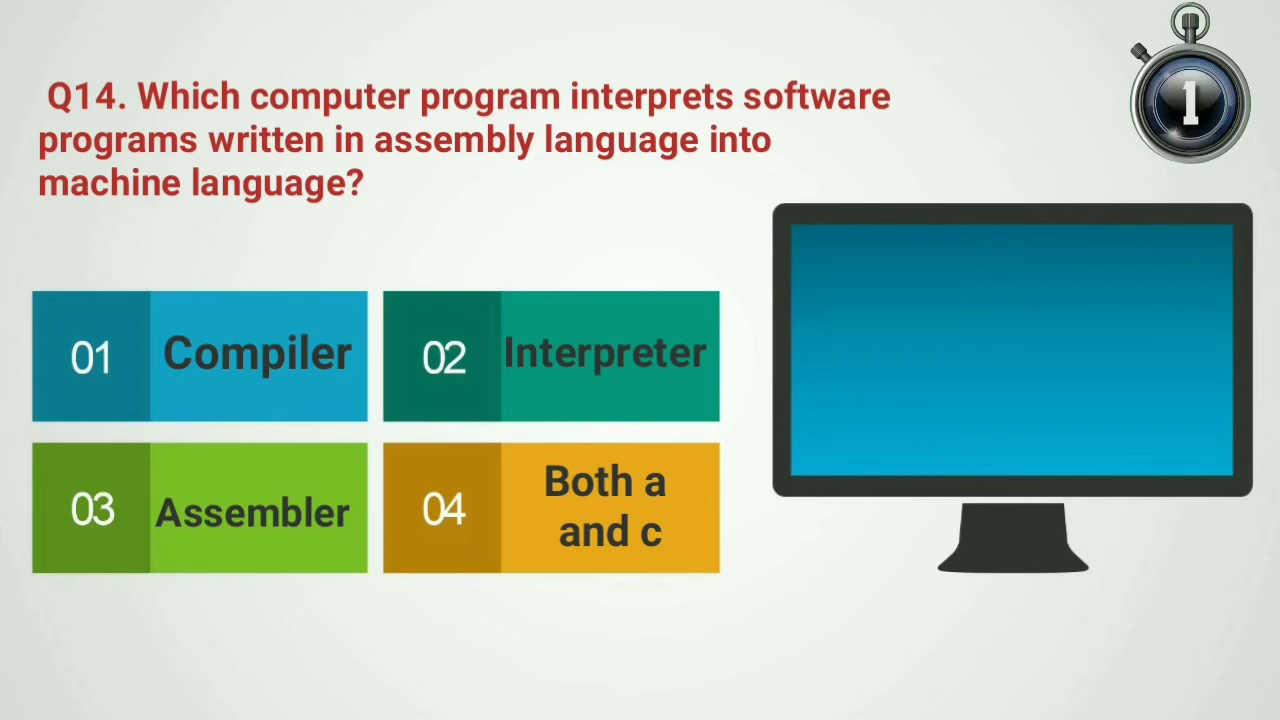 Q14. Which computer program interprets software
programs written in assembly language into
machine language?
1
01 Compiler
02 Interpreter
03 Assembler
04 Both a
and c